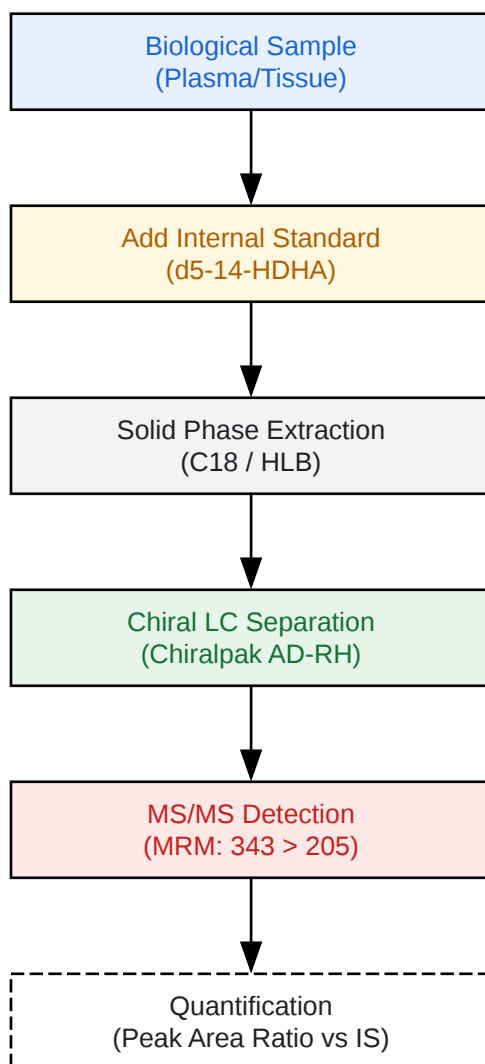 Biological Sample
(Plasma/Tissue)
Add Internal Standard
(d5-14-HDHA)
Solid Phase Extraction
(C18 / HLB)
Chiral LC Separation
(Chiralpak AD-RH)
MS/MS Detection
(MRM: 343 > 205)
Quantification
(Peak Area Ratio vs IS)